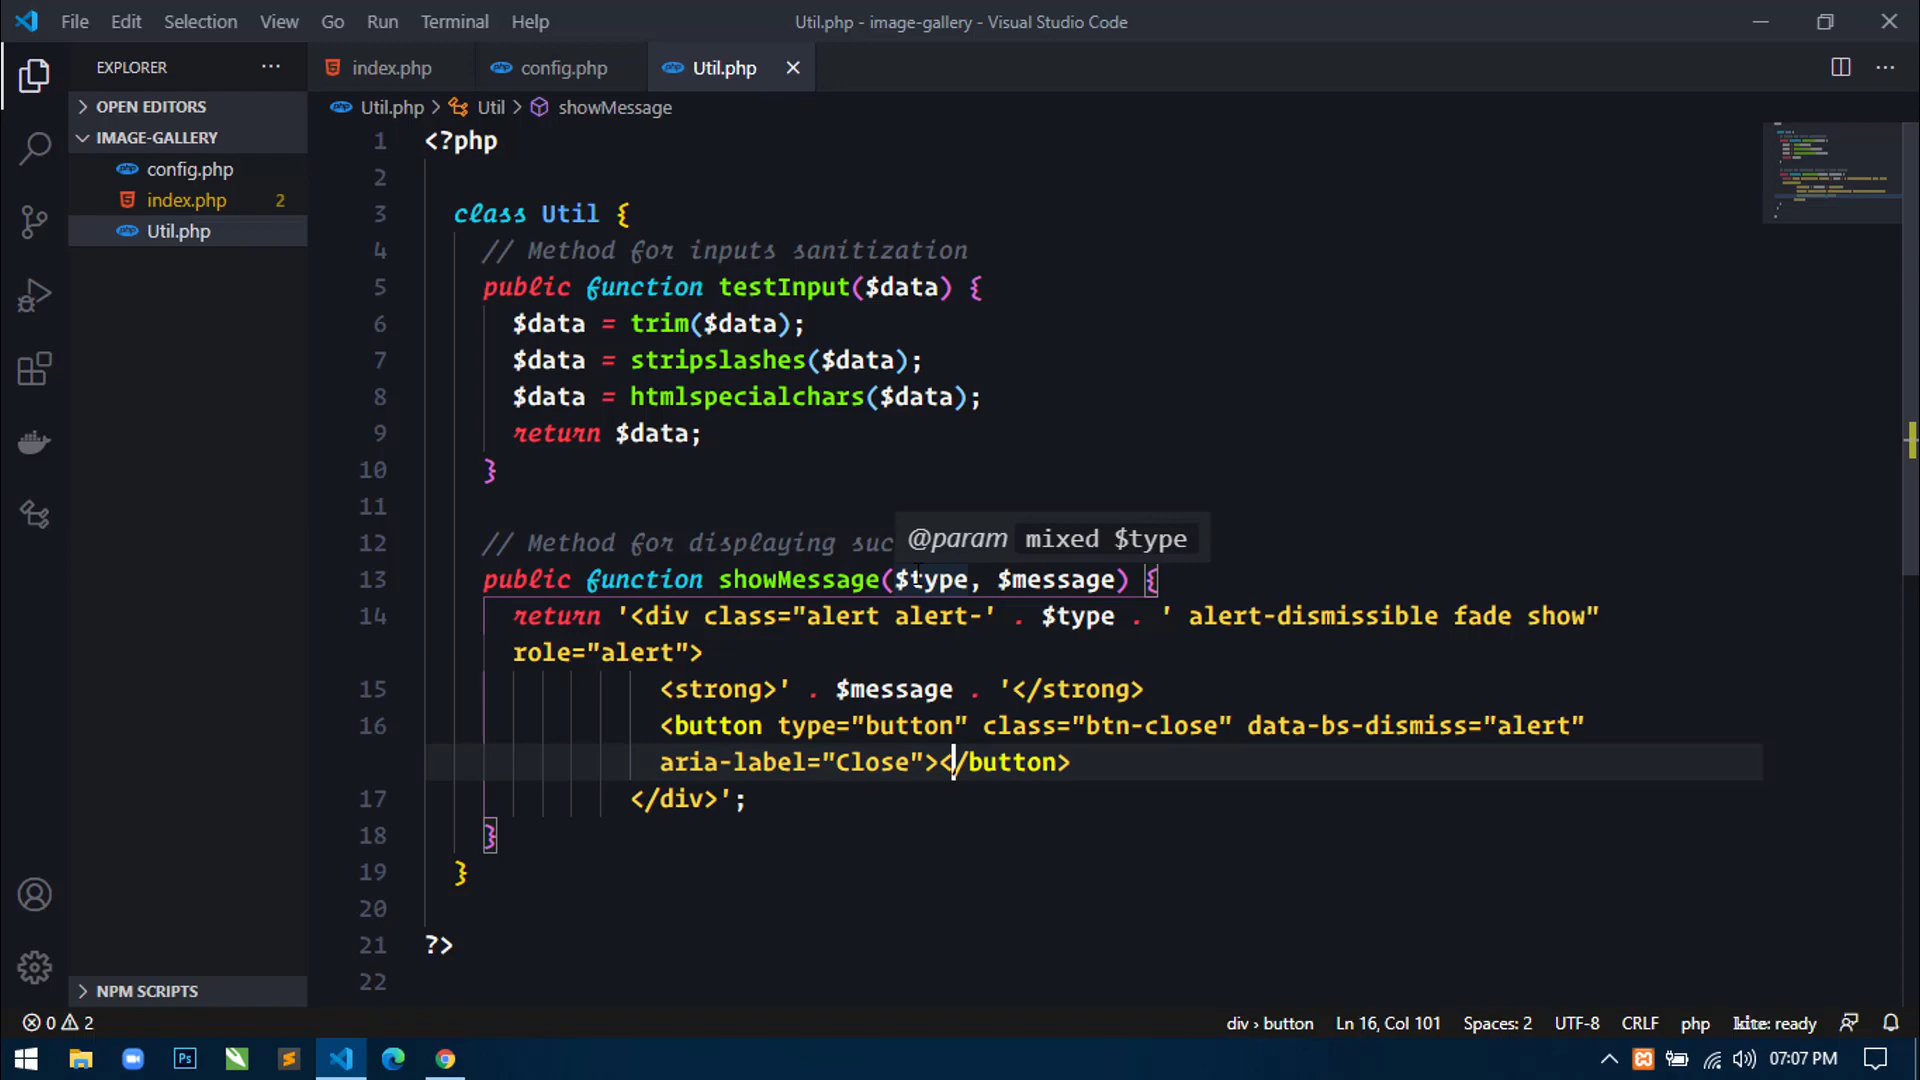 File Edit Selection View Go Run Terminal Help
Util.php - image-gallery - Visual Studio Code
EXPLORER
index.php
config.php
Util.php
OPEN EDITORS
IMAGE-GALLERY
config.php
index.php 2
Util.php
NPM SCRIPTS
Util.php > Util > showMessage
1 <?php
2
3 class Util {
4 // Method for inputs sanitization
5 public function testInput($data) {
6 $data = trim($data);
7 $data = stripslashes($data);
8 $data = htmlspecialchars($data);
9 return $data;
10 }
11
12 // Method for displaying suc
@param mixed $type
13 public function showMessage($type, $message) {
14 return '<div class="alert alert-' . $type . ' alert-dismissible fade show"
role="alert">
15 <strong>' . $message . '</strong>
16 <button type="button" class="btn-close" data-bs-dismiss="alert"
aria-label="Close"></button>
17 </div>';
18 }
19 }
20
21 ?>
22
0 2
div › button
Ln 16, Col 101
Spaces: 2
UTF-8
CRLF
php
kite: ready
Ps
07:07 PM